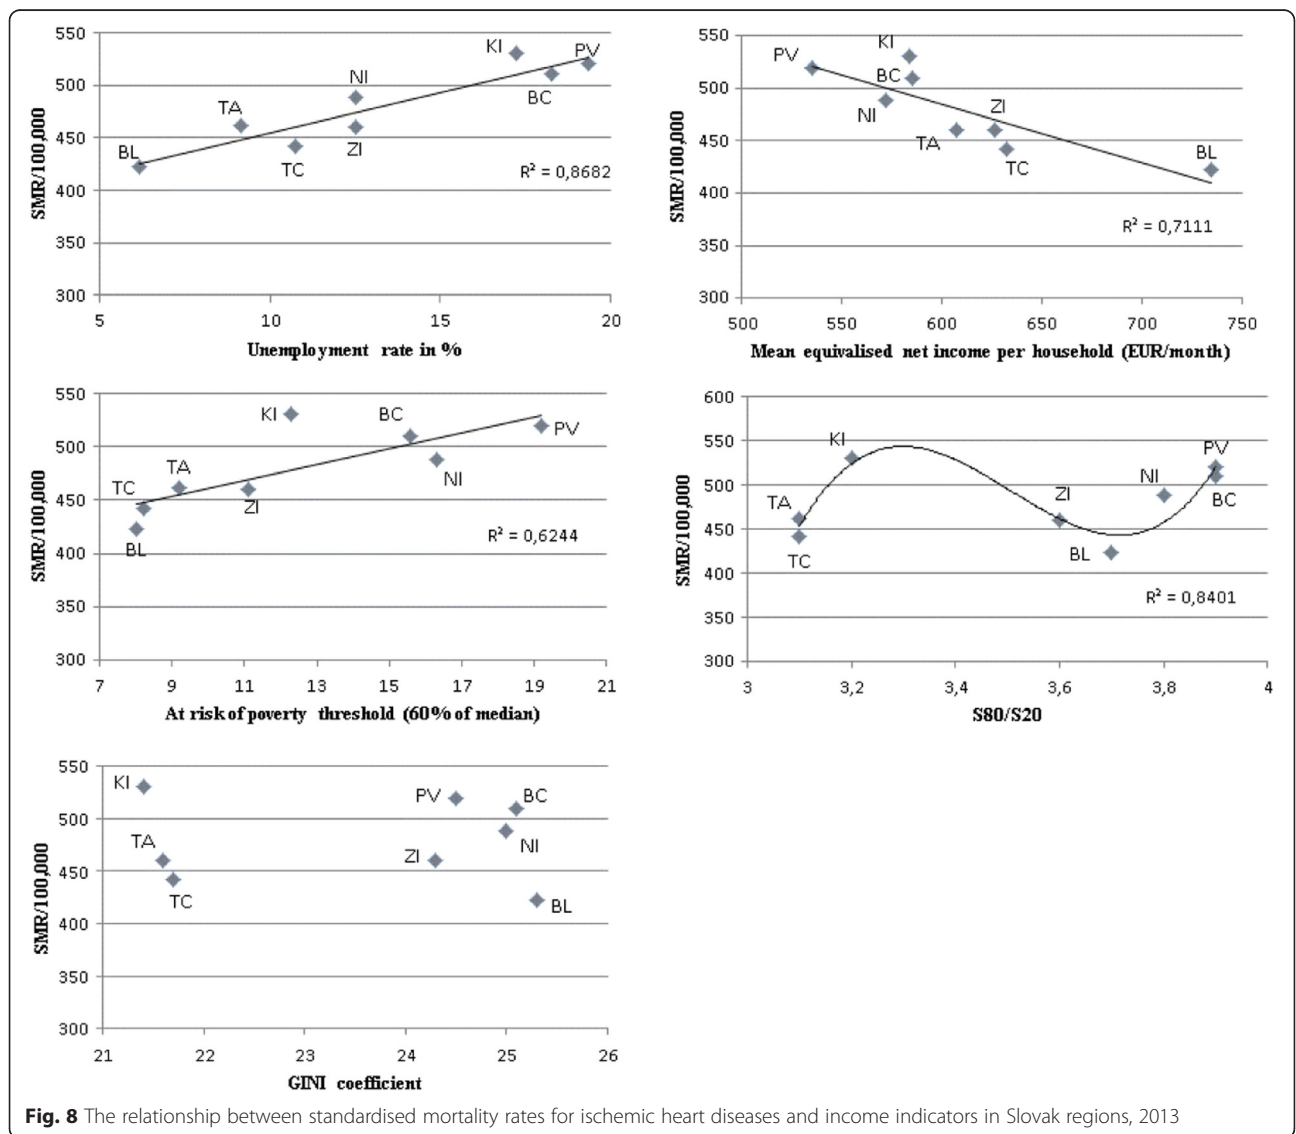 550
500
450
400
350
300
SMR/100,000
BL
TA
TC
NI
ZI
KI
BC
PV
R² = 0,8682
5 10 15 20
Unemployment rate in %
550
500
450
400
350
300
SMR/100,000
PV
KI
BC
NI
TA
ZI
TC
BL
R² = 0,7111
500 550 600 650 700 750
Mean equivalised net income per household (EUR/month)
550
500
450
400
350
300
SMR/100,000
TC
BL
TA
ZI
KI
BC
NI
PV
R² = 0,6244
7 9 11 13 15 17 19 21
At risk of poverty threshold (60% of median)
600
550
500
450
400
350
300
SMR/100,000
TA
TC
KI
ZI
BL
NI
PV
BC
R² = 0,8401
3 3,2 3,4 3,6 3,8 4
S80/S20
550
500
450
400
350
300
SMR/100,000
KI
TA
TC
PV
ZI
BC
NI
BL
21 22 23 24 25 26
GINI coefficient
Fig. 8 The relationship between standardised mortality rates for ischemic heart diseases and income indicators in Slovak regions, 2013